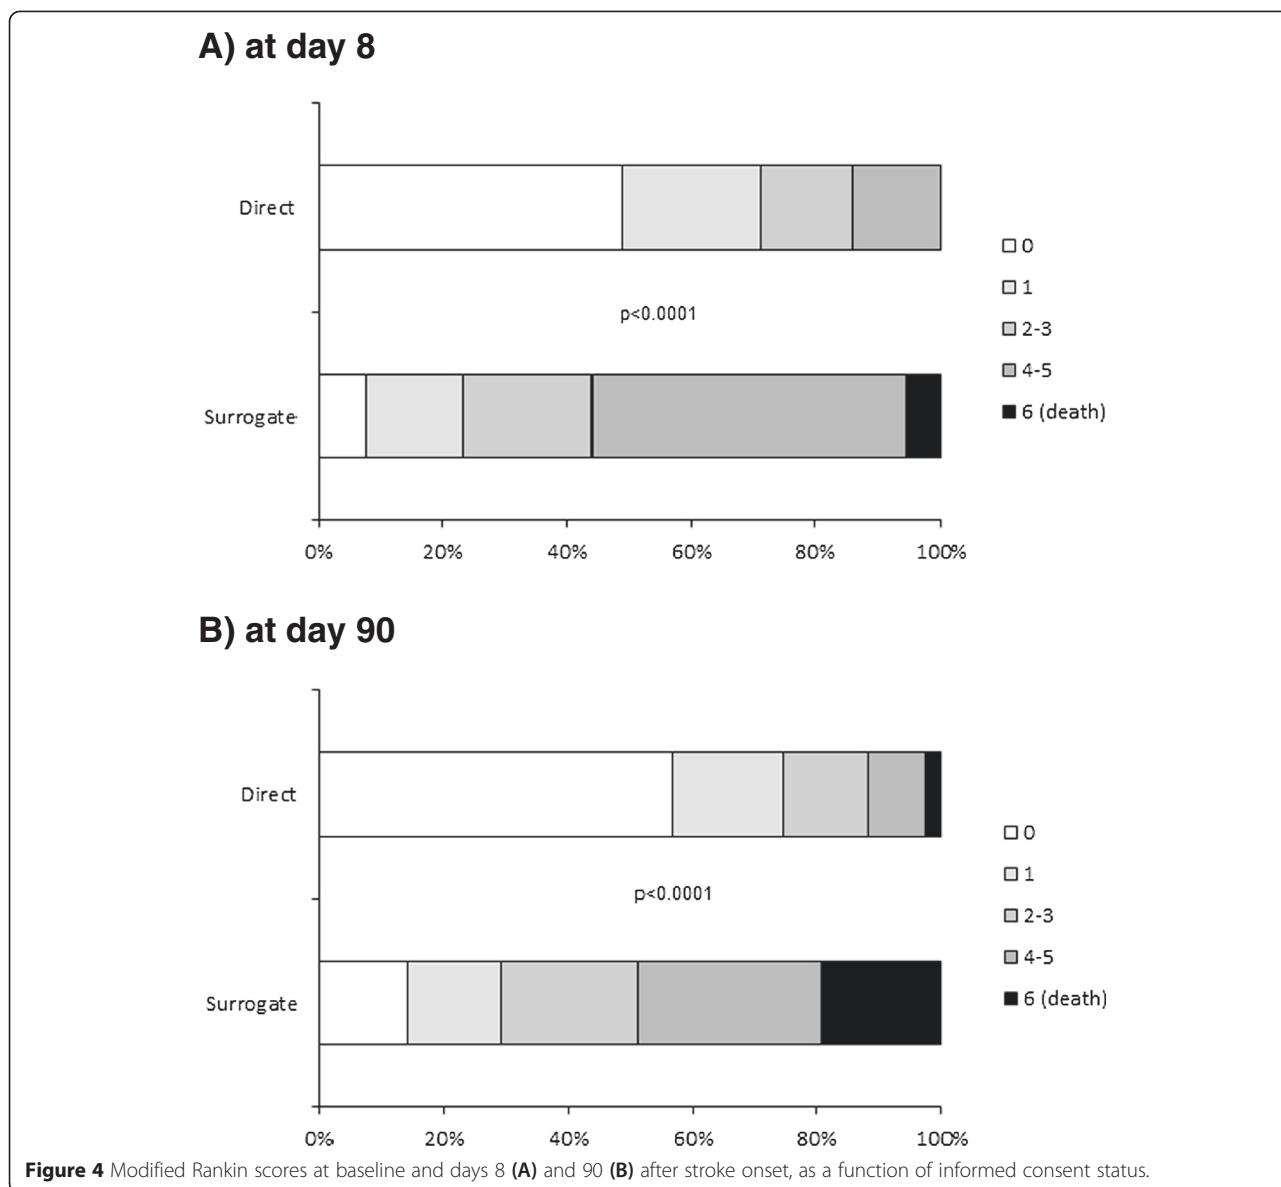 A) at day 8
Direct
p<0.0001
Surrogate
0
1
2-3
4-5
6 (death)
0% 20% 40% 60% 80% 100%
B) at day 90
Direct
p<0.0001
Surrogate
0
1
2-3
4-5
6 (death)
0% 20% 40% 60% 80% 100%
Figure 4 Modified Rankin scores at baseline and days 8 (A) and 90 (B) after stroke onset, as a function of informed consent status.